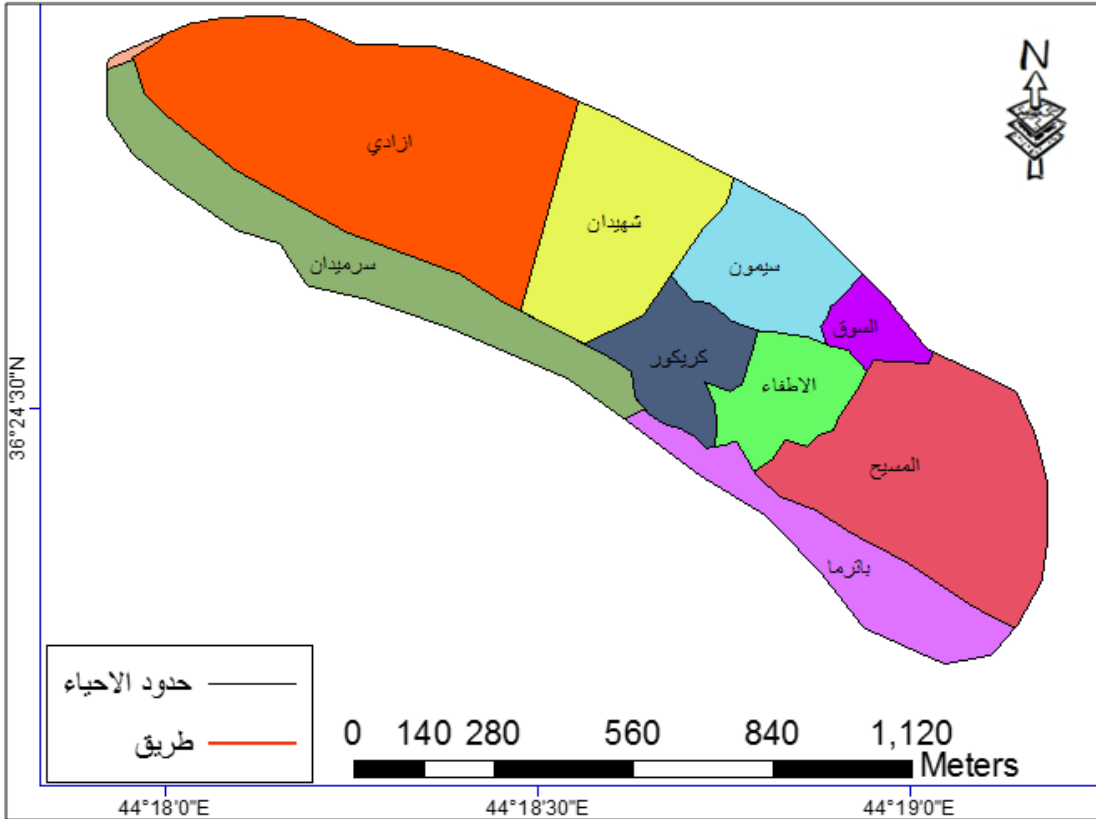 N
ازادي
شهيدان
سرميدان
سيمون
السوق
كريكور
الاطفاء
المسيح
باثرما
36°24'30"N
حدود الاحياء
طريق
0 140 280 560 840 1,120
Meters
44°18'0"E 44°18'30"E 44°19'0"E